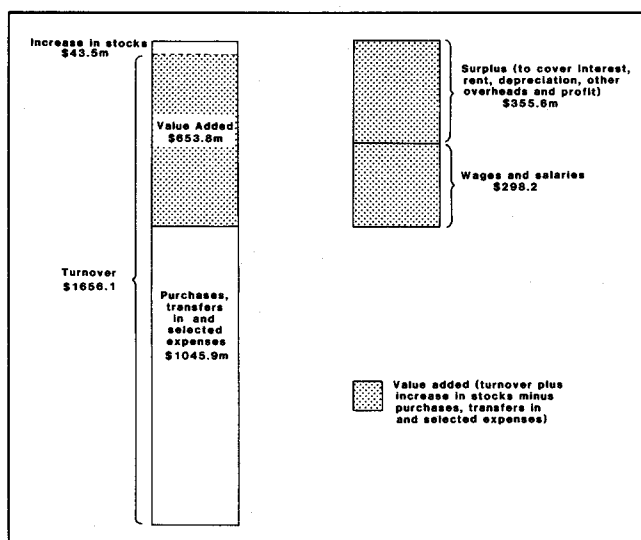 Increase in stocks
$43.5m
Value Added
$653.8m
Turnover
$1656.1
Purchases,
transfers
in and
selected
expenses
$1045.9m
Surplus (to cover interest,
rent, depreciation, other
overheads and profit)
$355.6m
Wages and salaries
$298.2
Value added (turnover plus
increase in stocks minus
purchases, transfers in
and selected expenses)